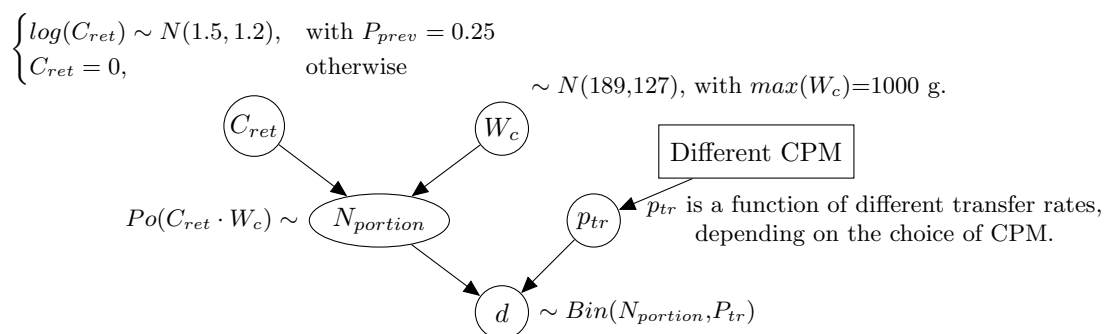 log(C_ret) ∼ N(1.5, 1.2), with P_prev = 0.25
C_ret = 0, otherwise
∼ N(189,127), with max(W_c)=1000 g.
C_ret
W_c
Different CPM
Po(C_ret · W_c) ∼
N_portion
p_tr
p_tr is a function of different transfer rates,
depending on the choice of CPM.
d
∼ Bin(N_portion,P_tr)